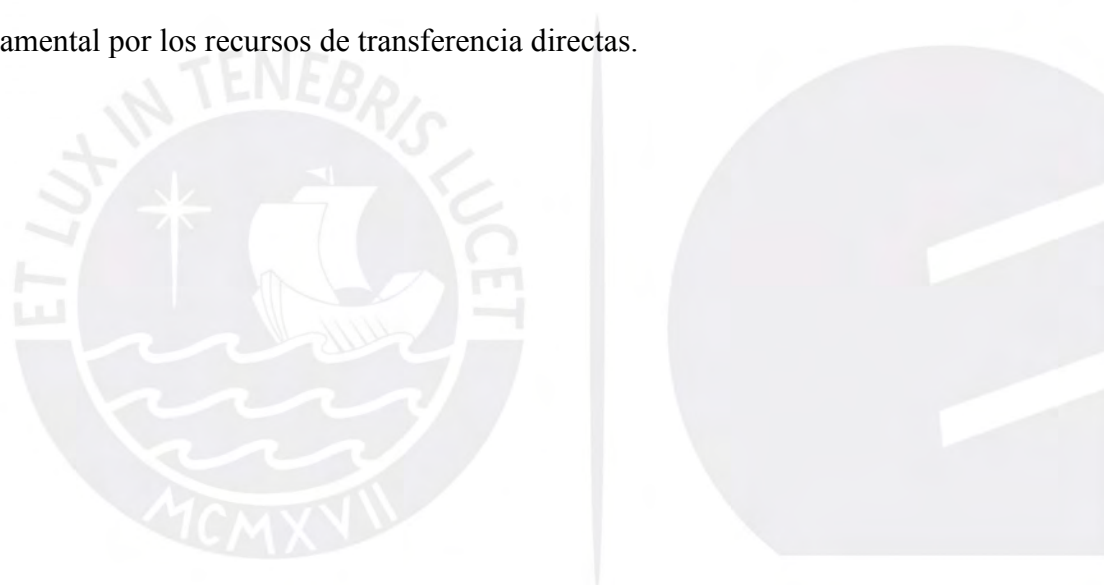 amental por los recursos de transferencia directas.
ET LUX IN TENEBRIS LUCET
MCMXVII